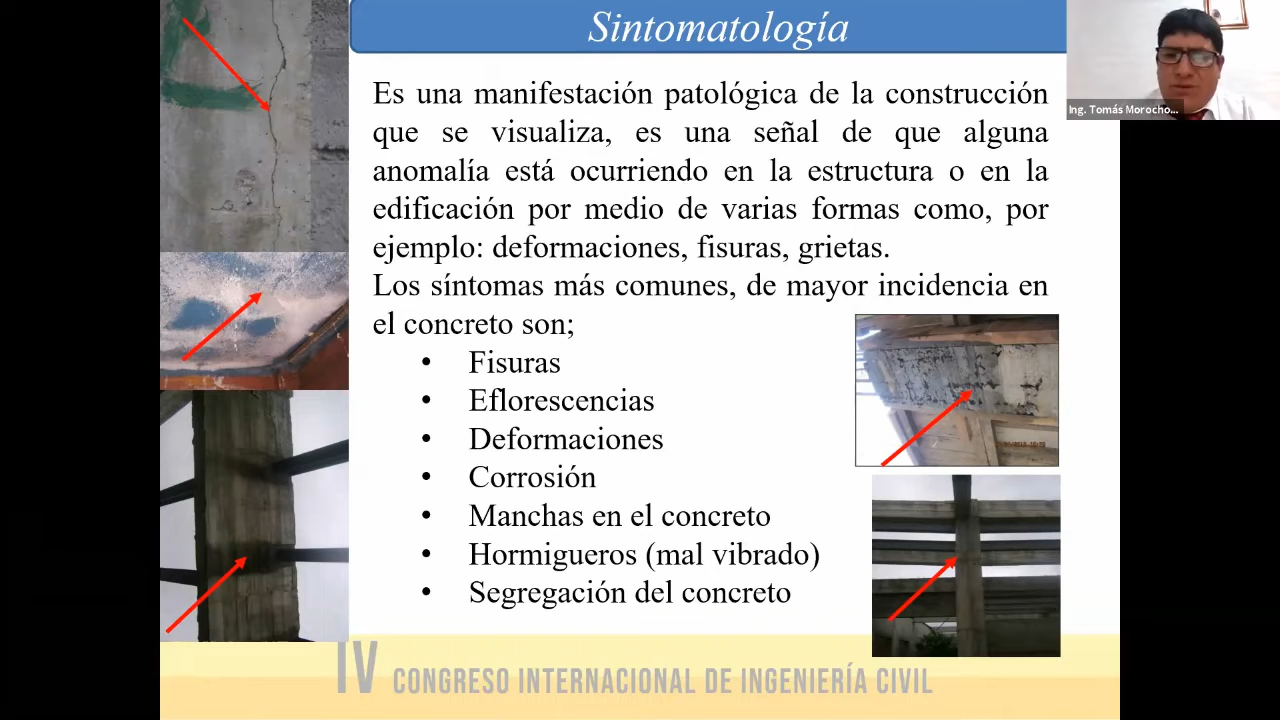 Sintomatología
Ing. Tomás Morocho...
Es una manifestación patológica de la construcción
que se visualiza, es una señal de que alguna
anomalía está ocurriendo en la estructura o en la
edificación por medio de varias formas como, por
ejemplo: deformaciones, fisuras, grietas.
Los síntomas más comunes, de mayor incidencia en
el concreto son;
• Fisuras
• Eflorescencias
• Deformaciones
• Corrosión
• Manchas en el concreto
• Hormigueros (mal vibrado)
• Segregación del concreto
IV CONGRESO INTERNACIONAL DE INGENIERÍA CIVIL